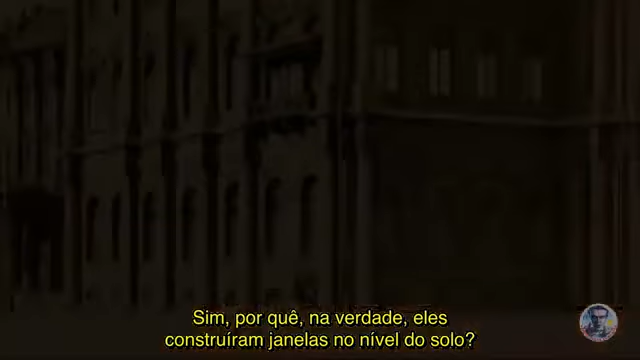 Sim, por quê, na verdade, eles
construíram janelas no nível do solo?